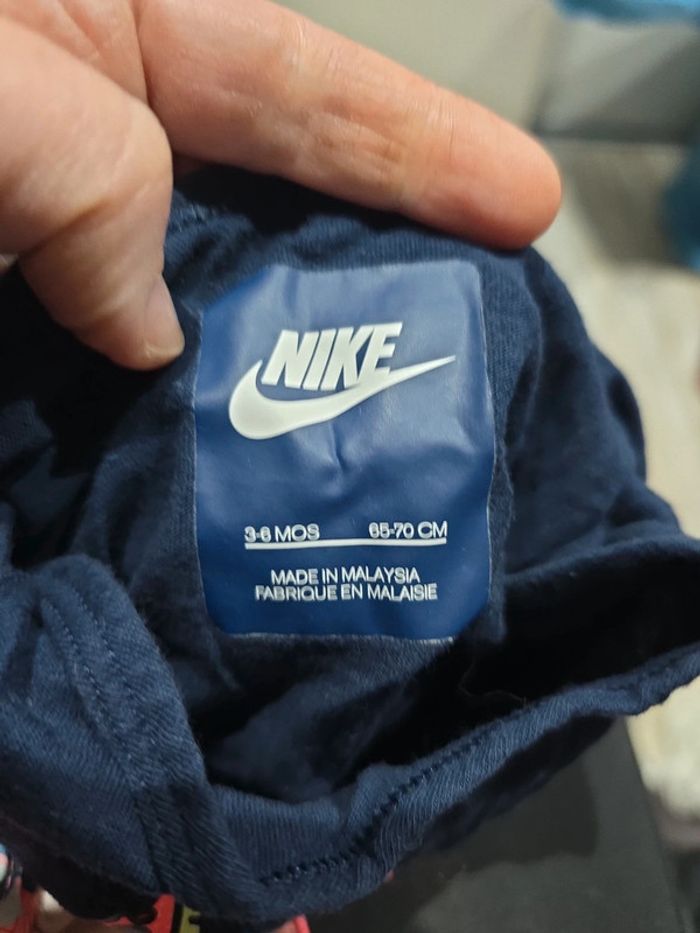 NIKE
3-6 MOS 65-70 CM
MADE IN MALAYSIA
FABRIQUE EN MALAISIE